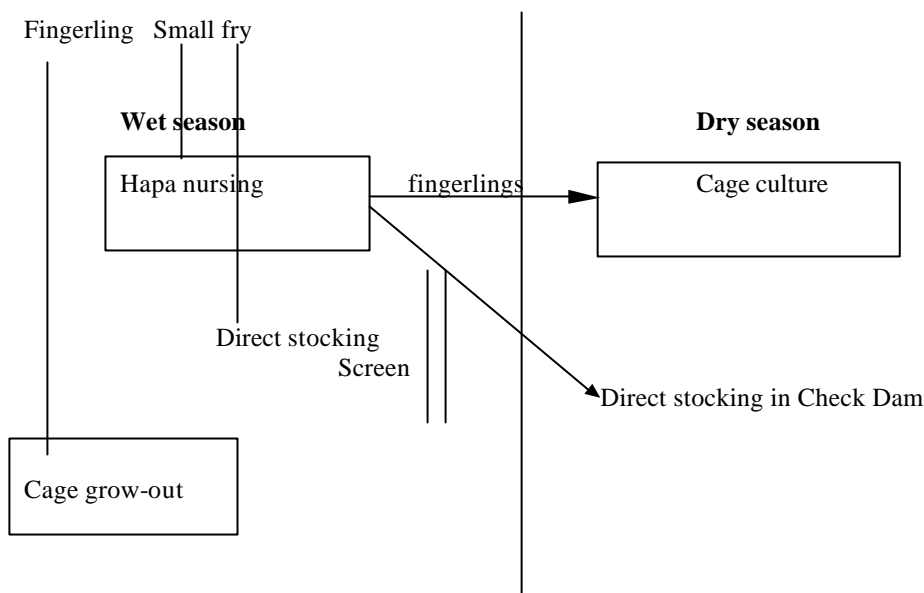 Fingerling Small fry
Wet season
Dry season
Hapa nursing
fingerlings
Cage culture
Direct stocking
Screen
Direct stocking in Check Dam
Cage grow-out